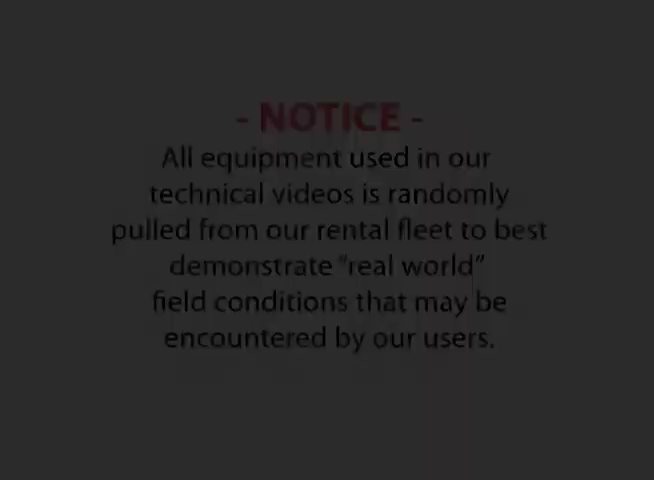 - NOTICE -
All equipment used in our
technical videos is randomly
pulled from our rental fleet to best
demonstrate “real world”
field conditions that may be
encountered by our users.